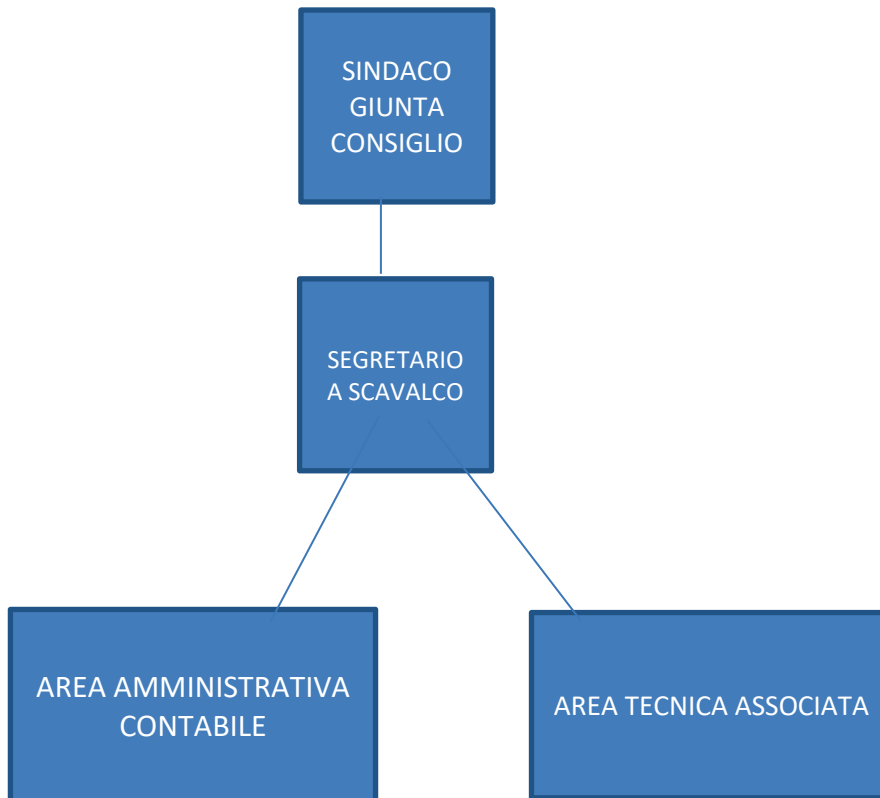 SINDACO
GIUNTA
CONSIGLIO
SEGRETARIO
A SCAVALCO
AREA AMMINISTRATIVA
CONTABILE
AREA TECNICA ASSOCIATA